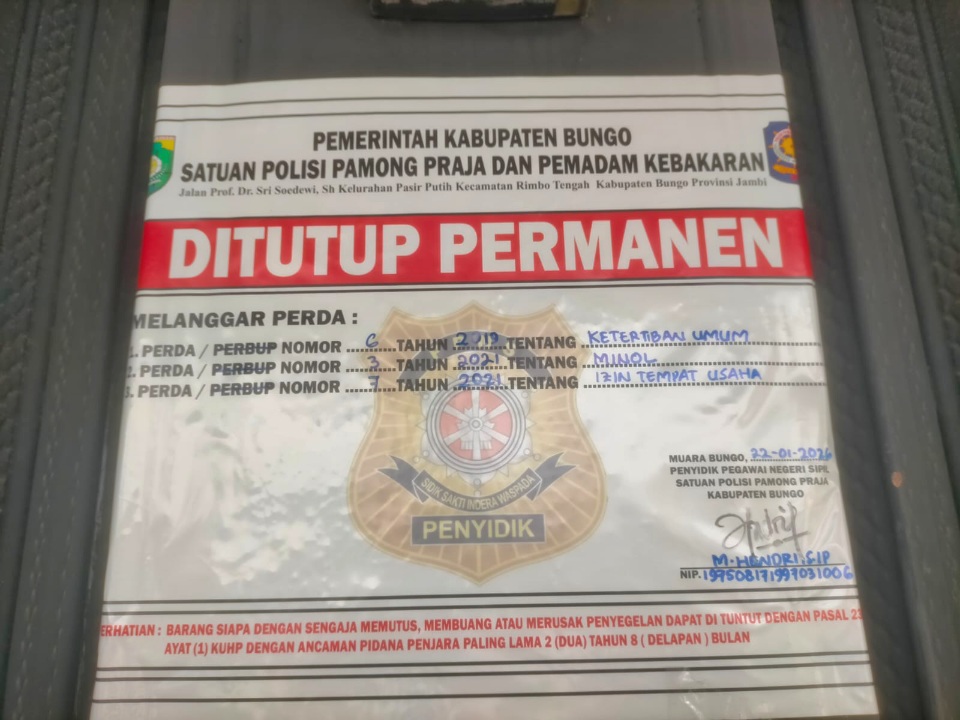 PEMERINTAH KABUPATEN BUNGO
SATUAN POLISI PAMONG PRAJA DAN PEMADAM KEBAKARAN
Jalan Prof. Dr. Sri Soedewi, Sh Kelurahan Pasir Putih Kecamatan Rimbo Tengah Kabupaten Bungo Provinsi Jambi
DITUTUP PERMANEN
MELANGGAR PERDA :
1. PERDA / PERBUP NOMOR ....6.... TAHUN ..2019.. TENTANG KETERTIBAN UMUM
2. PERDA / PERBUP NOMOR ....3.... TAHUN ..2021.. TENTANG MINOL
3. PERDA / PERBUP NOMOR ....7.... TAHUN ..2021.. TENTANG IZIN TEMPAT USAHA
SIDIK SAKTI INDERA WASPADA
PENYIDIK
MUARA BUNGO, 22-01-2026
PENYIDIK PEGAWAI NEGERI SIPIL
SATUAN POLISI PAMONG PRAJA
KABUPATEN BUNGO
M. HENDRI, SIP
NIP. 197508171997031006
ERHATIAN : BARANG SIAPA DENGAN SENGAJA MEMUTUS, MEMBUANG ATAU MERUSAK PENYEGELAN DAPAT DI TUNTUT DENGAN PASAL 23
AYAT (1) KUHP DENGAN ANCAMAN PIDANA PENJARA PALING LAMA 2 (DUA) TAHUN 8 ( DELAPAN ) BULAN